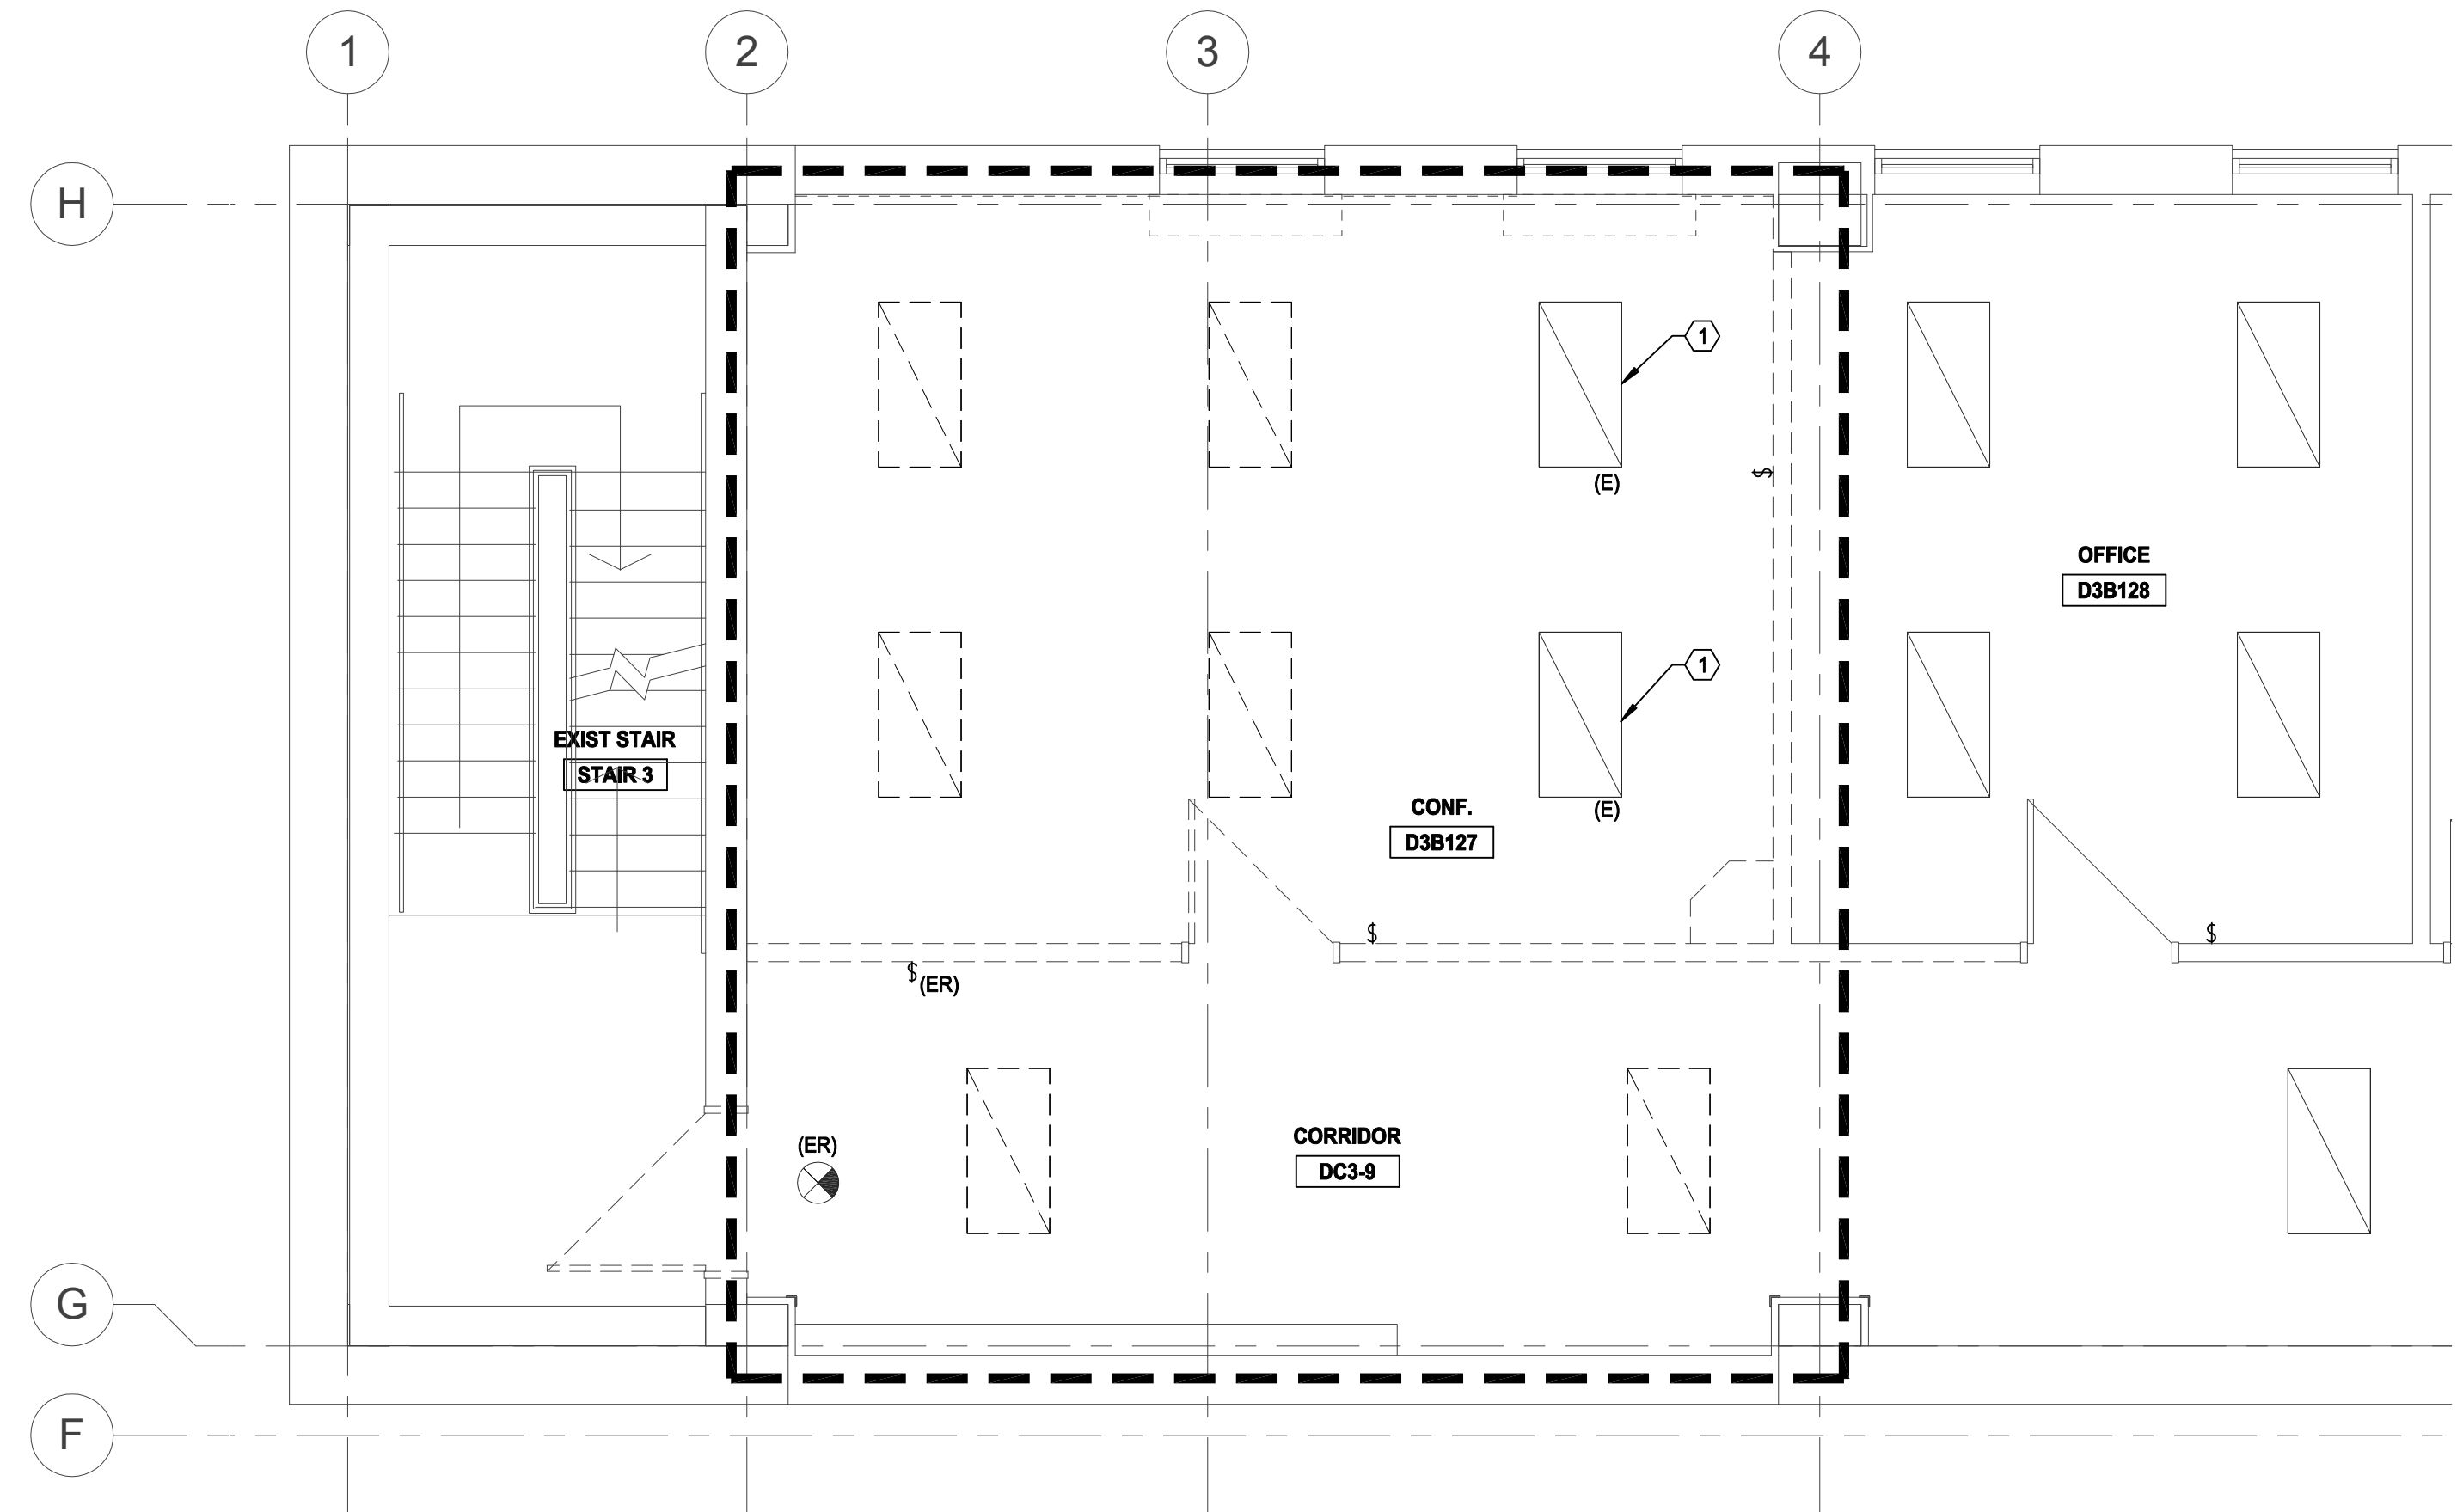 1
2
3
4
H
1
(E)
$
OFFICE
D3B128
1
EXIST STAIR
STAIR 3
CONF.
D3B127
(E)
$
$
$
(ER)
(ER)
CORRIDOR
DC3-9
G
F